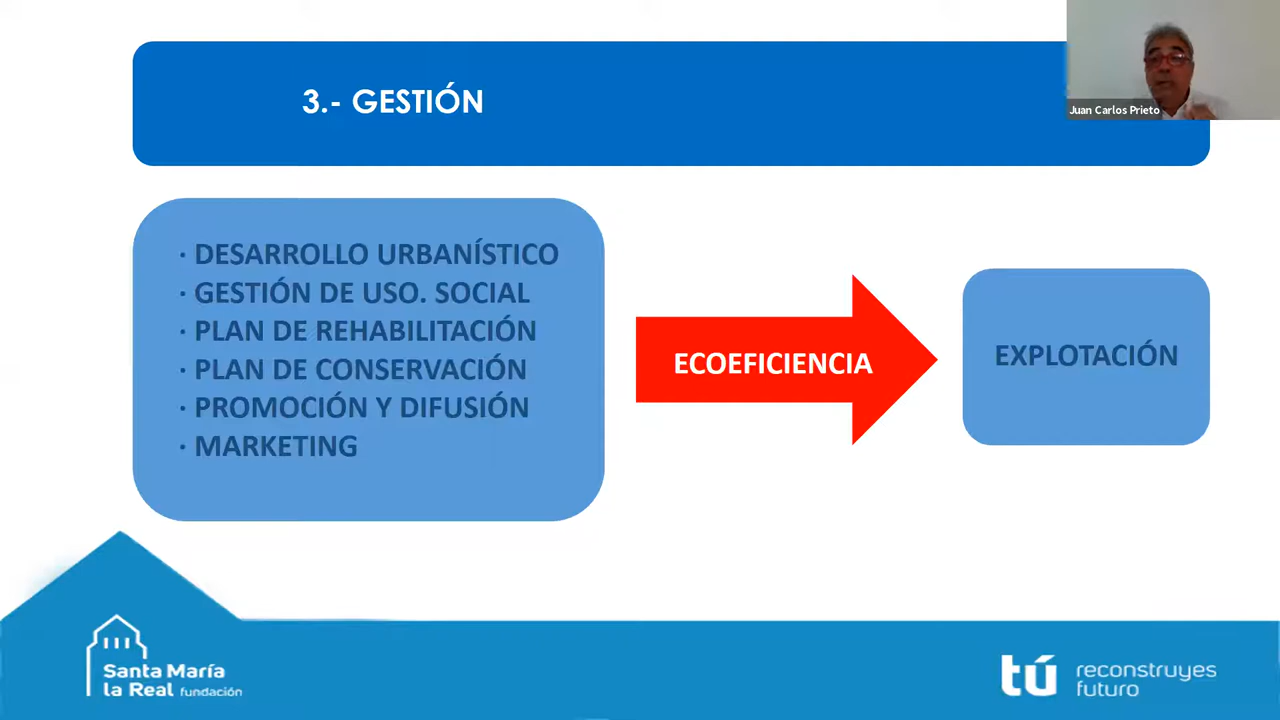 3.- GESTIÓN
Juan Carlos Prieto
· DESARROLLO URBANÍSTICO
· GESTIÓN DE USO. SOCIAL
· PLAN DE REHABILITACIÓN
· PLAN DE CONSERVACIÓN
· PROMOCIÓN Y DIFUSIÓN
· MARKETING
ECOEFICIENCIA
EXPLOTACIÓN
Santa María
la Real fundación
tú reconstruyes
futuro